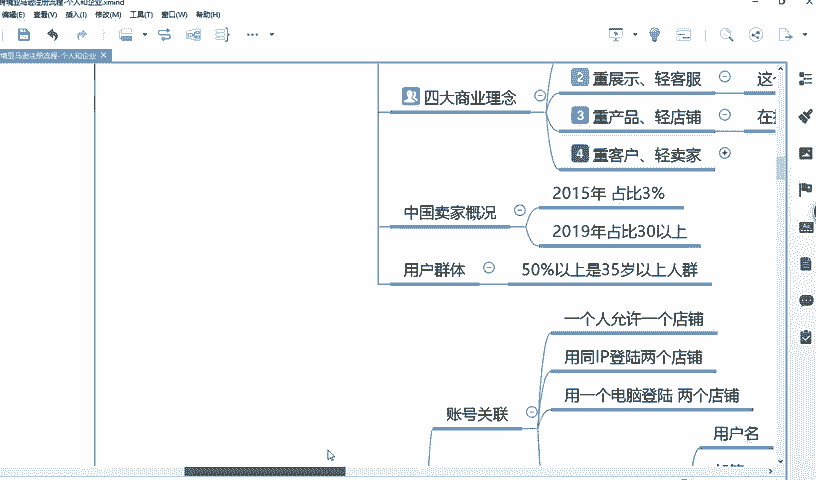 跨境亚马逊注册流程-个人和企业.xmind
编辑(E) 查看(V) 插入(I) 修改(M) 工具(T) 窗口(W) 帮助(H)
境亚马逊注册流程-个人和企业
四大商业理念
2 重展示、轻客服
这
3 重产品、轻店铺
在
4 重客户、轻卖家
中国卖家概况
2015年 占比3%
2019年占比30以上
用户群体
50%以上是35岁以上人群
一个人允许一个店铺
用同IP登陆两个店铺
用一个电脑登陆 两个店铺
账号关联
用户名